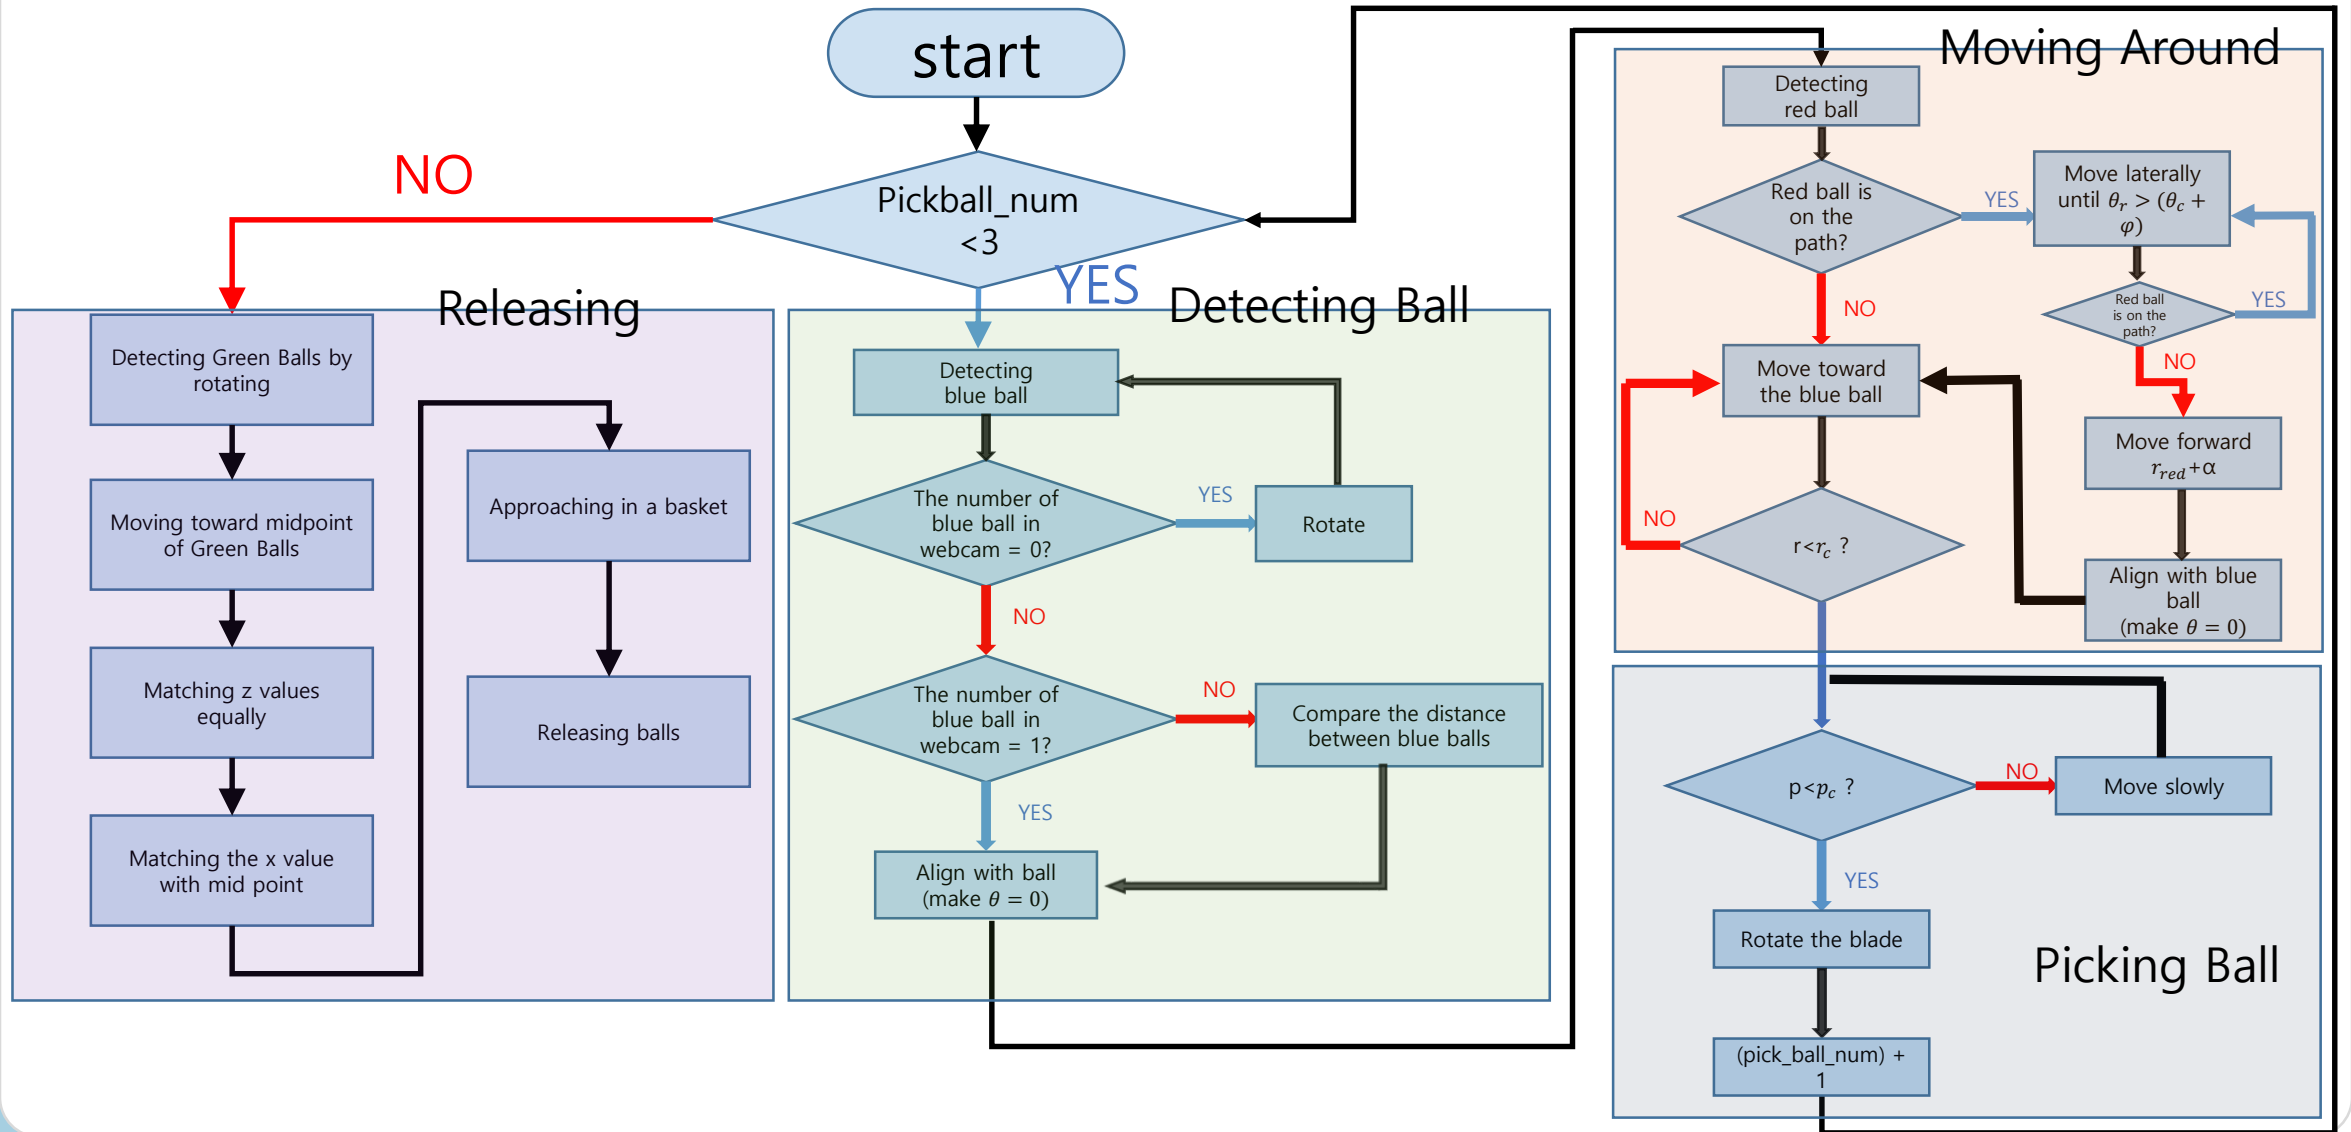 start
Pickball_num
<3
NO
YES
Releasing
Detecting Green Balls by
rotating
Moving toward midpoint
of Green Balls
Matching z values
equally
Matching the x value
with mid point
Approaching in a basket
Releasing balls
Detecting Ball
Detecting
blue ball
The number of
blue ball in
webcam = 0?
YES
Rotate
NO
The number of
blue ball in
webcam = 1?
NO
Compare the distance
between blue balls
YES
Align with ball
(make θ = 0)
Moving Around
Detecting
red ball
Red ball is
on the
path?
YES
Move laterally
until θ_r > (θ_c +
φ)
NO
Red ball
is on the
path?
YES
NO
Move toward
the blue ball
Move forward
r_red+α
NO
r<r_c ?
Align with blue
ball
(make θ = 0)
p<p_c ?
NO
Move slowly
YES
Rotate the blade
Picking Ball
(pick_ball_num) +
1